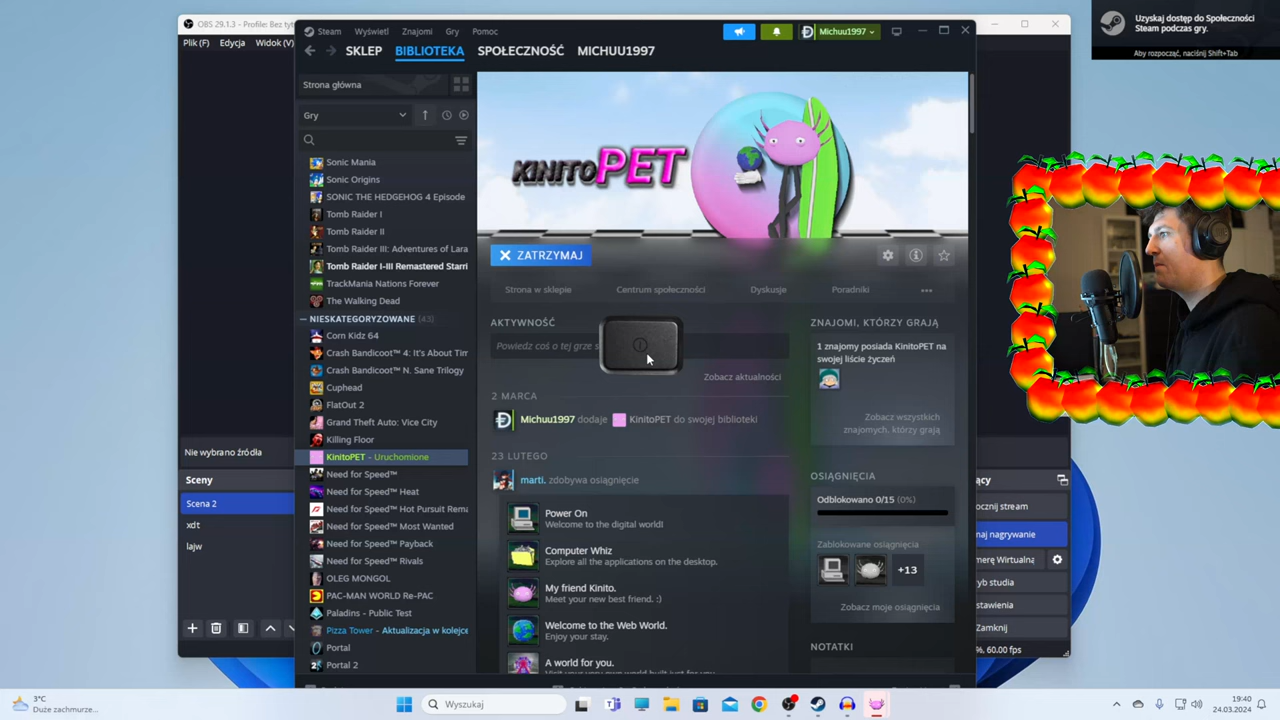 OBS 29.1.3 - Profile: Bez tyt
Plik (F) Edycja Widok (V)
Steam Wyświetl Znajomi Gry Pomoc
Michuu1997
SKLEP BIBLIOTEKA SPOŁECZNOŚĆ MICHUU1997
Uzyskaj dostęp do Społeczności
Steam podczas gry.
Aby rozpocząć, naciśnij Shift+Tab
Strona główna
Gry
Sonic Mania
Sonic Origins
SONIC THE HEDGEHOG 4 Episode
Tomb Raider I
Tomb Raider II
Tomb Raider III: Adventures of Lara
Tomb Raider I-III Remastered Starri
TrackMania Nations Forever
The Walking Dead
NIESKATEGORYZOWANE (43)
Corn Kidz 64
Crash Bandicoot™ 4: It's About Tim
Crash Bandicoot™ N. Sane Trilogy
Cuphead
FlatOut 2
Grand Theft Auto: Vice City
Killing Floor
KinitoPET - Uruchomione
Need for Speed™
Need for Speed™ Heat
Need for Speed™ Hot Pursuit Rema
Need for Speed™ Most Wanted
Need for Speed™ Payback
Need for Speed™ Rivals
OLEG MONGOL
PAC-MAN WORLD Re-PAC
Paladins - Public Test
Pizza Tower - Aktualizacja w kolejce
Portal
Portal 2
KINITOPET
ZATRZYMAJ
Strona w sklepie Centrum społeczności Dyskusje Poradniki
AKTYWNOŚĆ
Powiedz coś o tej grze s
Zobacz aktualności
2 MARCA
Michuu1997 dodaje KinitoPET do swojej biblioteki
23 LUTEGO
marti. zdobywa osiągnięcie
Power On
Welcome to the digital world!
Computer Whiz
Explore all the applications on the desktop.
My friend Kinito.
Meet your new best friend. :)
Welcome to the Web World.
Enjoy your stay.
A world for you.
ZNAJOMI, KTÓRZY GRAJĄ
1 znajomy posiada KinitoPET na
swojej liście życzeń
Zobacz wszystkich
znajomych, którzy grają
OSIĄGNIĘCIA
Odblokowano 0/15 (0%)
Zablokowane osiągnięcia
+13
Zobacz moje osiągnięcia
NOTATKI
Nie wybrano źródła
Sceny
Scena 2
xdt
lajw
ący
ocznij stream
naj nagrywanie
merę Wirtualną
yb studia
stawienia
Zamknij
%, 60.00 fps
3°C
Duże zachmurze...
Wyszukaj
19:40
24.03.2024